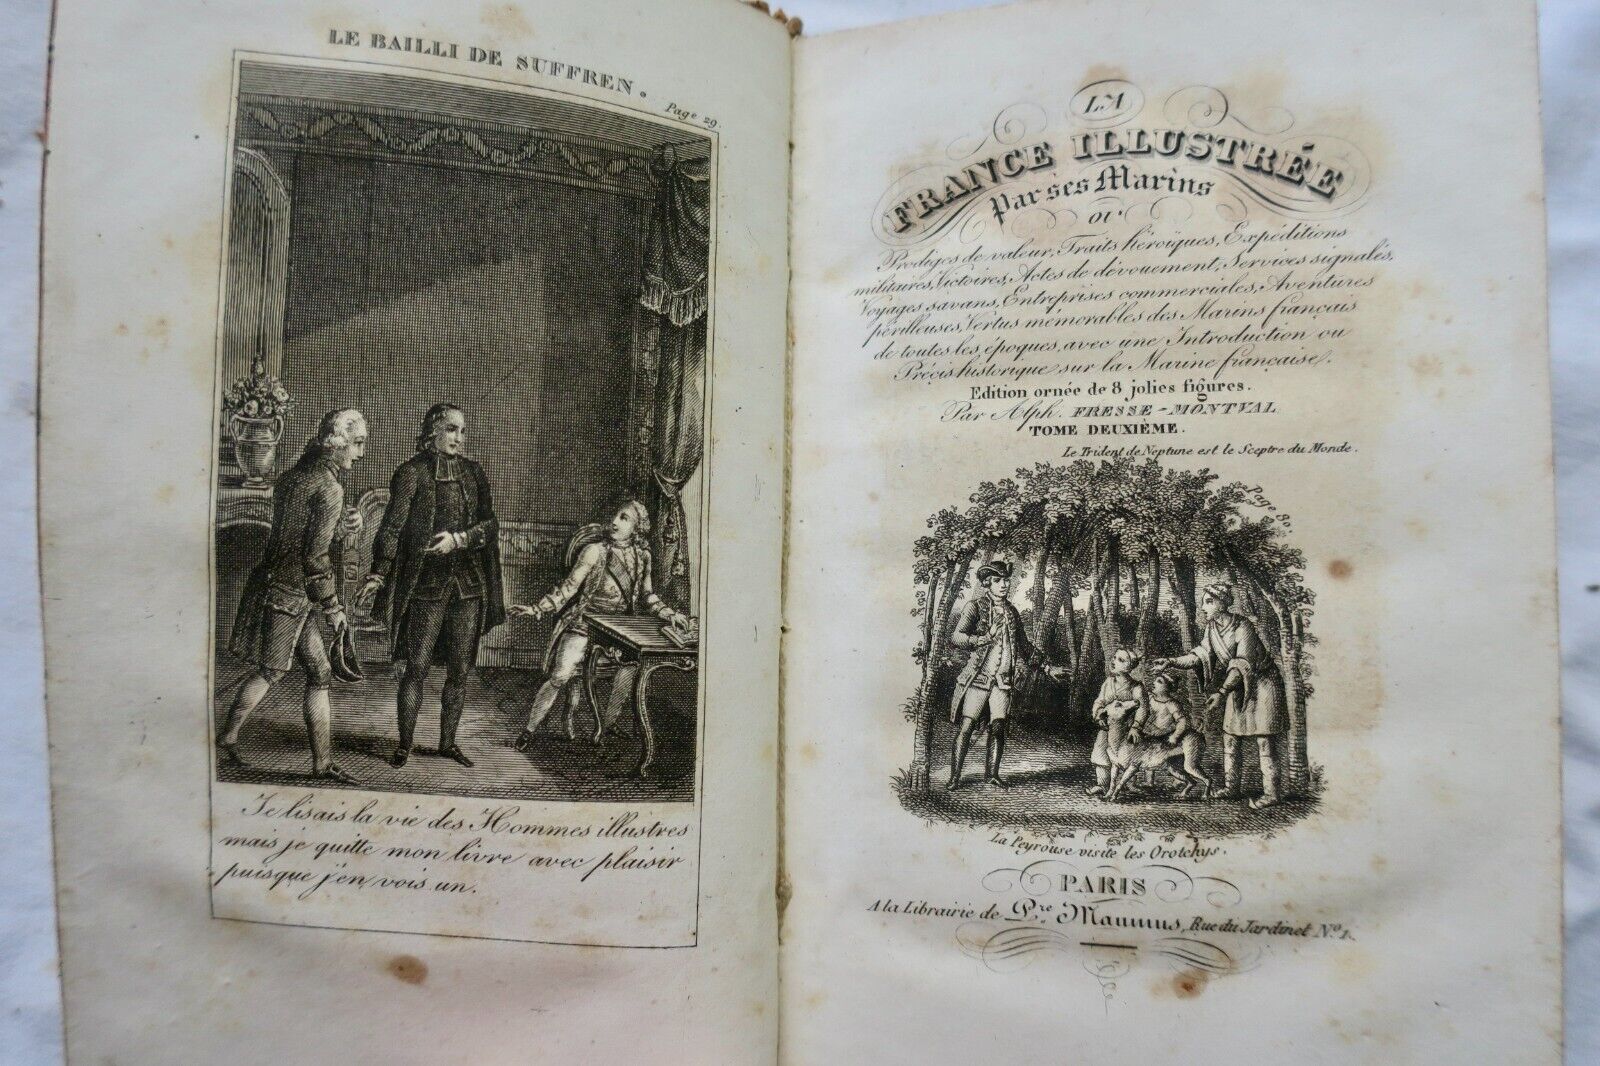 LE BAILLI DE SUFFREN.
Page 29.
Je lisais la vie des Hommes illustres
mais je quitte mon livre avec plaisir
puisque j'en vois un.
LA
FRANCE ILLUSTRÉE
Par ses Marins
OU
Prodiges de valeur, Traits héroïques, Expéditions
militaires, Victoires, Actes de dévouement, Services signalés,
Voyages savans, Entreprises commerciales, Aventures
périlleuses, Vertus mémorables des Marins français
de toutes les époques, avec une Introduction ou
Précis historique sur la Marine française.
Edition ornée de 8 jolies figures.
Par Alph. FRESSE-MONTVAL
TOME DEUXIÈME.
Le Trident de Neptune est le Sceptre du Monde.
Page 80.
La Peyrouse visite les Orotchys.
PARIS
A la Librairie de Pre. Maumus, Rue du Jardinet No. 1.